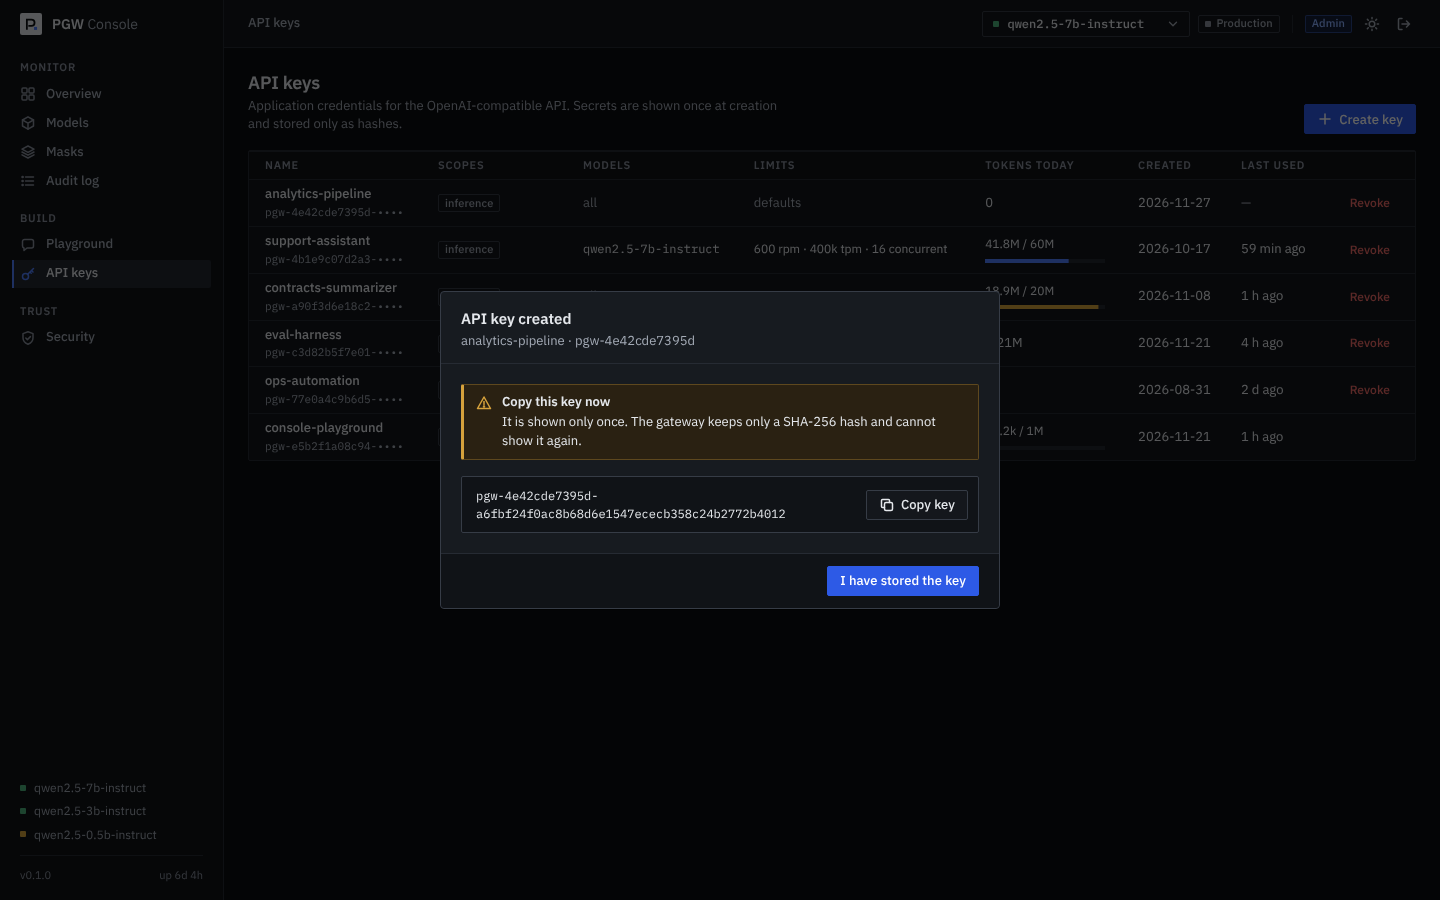 PGW Console
API keys
qwen2.5-7b-instruct
Production
Admin
MONITOR
Overview
Models
Masks
Audit log
BUILD
Playground
API keys
TRUST
Security
API keys
Application credentials for the OpenAI-compatible API. Secrets are shown once at creation
and stored only as hashes.
Create key
NAME SCOPES MODELS LIMITS TOKENS TODAY CREATED LAST USED
analytics-pipeline
pgw-4e42cde7395d-••••
inference all defaults 0 2026-11-27 — Revoke
support-assistant
pgw-4b1e9c07d2a3-••••
inference qwen2.5-7b-instruct 600 rpm · 400k tpm · 16 concurrent 41.8M / 60M 2026-10-17 59 min ago Revoke
contracts-summarizer
pgw-a90f3d6e18c2-••••
18.9M / 20M 2026-11-08 1 h ago Revoke
eval-harness
pgw-c3d82b5f7e01-••••
21M 2026-11-21 4 h ago Revoke
ops-automation
pgw-77e0a4c9b6d5-••••
2026-08-31 2 d ago Revoke
console-playground
pgw-e5b2f1a08c94-••••
.2k / 1M 2026-11-21 1 h ago
API key created
analytics-pipeline · pgw-4e42cde7395d
Copy this key now
It is shown only once. The gateway keeps only a SHA-256 hash and cannot
show it again.
pgw-4e42cde7395d-
a6fbf24f0ac8b68d6e1547ececb358c24b2772b4012
Copy key
I have stored the key
qwen2.5-7b-instruct
qwen2.5-3b-instruct
qwen2.5-0.5b-instruct
v0.1.0 up 6d 4h